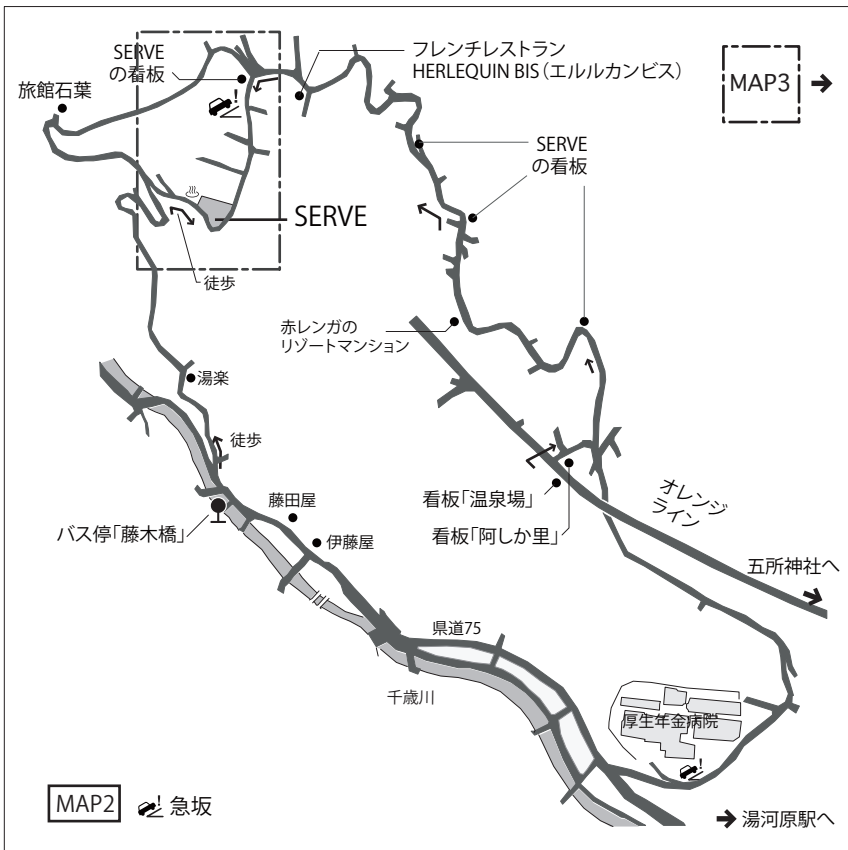 SERVE
の看板
フレンチレストラン
HERLEQUIN BIS(エルルカンビス)
MAP3
旅館石葉
SERVE
の看板
SERVE
徒歩
赤レンガの
リゾートマンション
湯楽
徒歩
オレンジ
ライン
看板「温泉場」
藤田屋
バス停「藤木橋」
看板「阿しか里」
伊藤屋
五所神社へ
県道75
千歳川
厚生年金病院
MAP2
急坂
湯河原駅へ